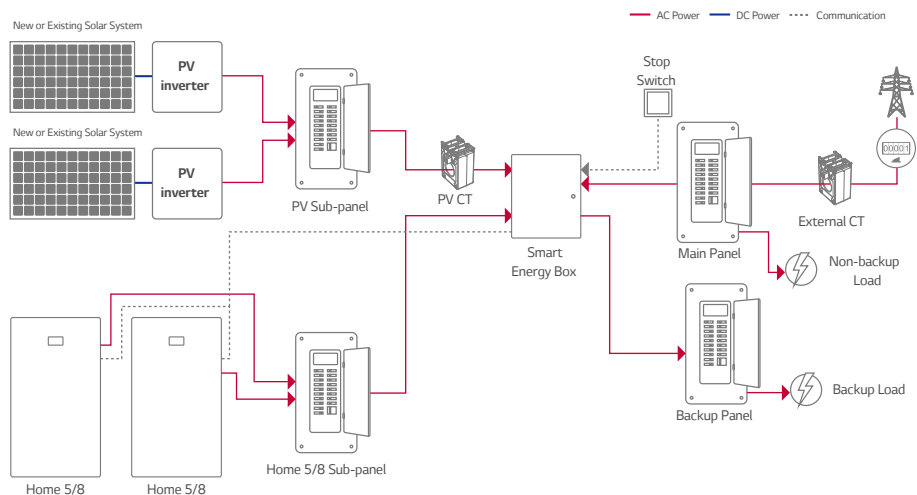 AC Power
DC Power
Communication
New or Existing Solar System
PV
inverter
New or Existing Solar System
PV
inverter
PV Sub-panel
PV CT
Stop
Switch
Smart
Energy Box
Main Panel
External CT
00001
Non-backup
Load
Backup Panel
Backup Load
Home 5/8
Home 5/8
Home 5/8 Sub-panel